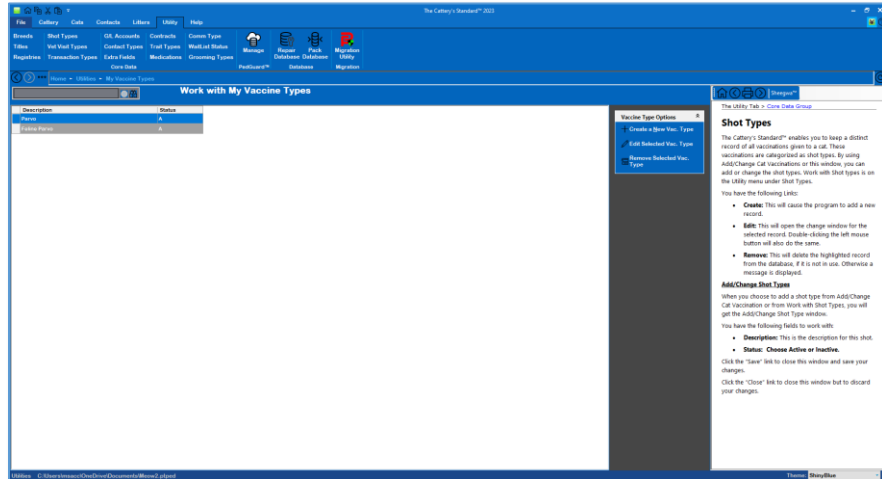 The Cattery's Standard™ 2023
File Cattery Cats Contacts Litters Utility Help
Breeds Shot Types G/L Accounts Contracts Comm Type
Titles Vet Visit Types Contact Types Trait Types WaitList Status
Registries Transaction Types Extra Fields Medications Grooming Types
Manage Repair Database Pack Database Migration Utility
Core Data PedGuard™ Database Migration
Home Utilities My Vaccine Types
Work with My Vaccine Types
Description Status
Parvo A
Feline Parvo A
Vaccine Type Options
Create a New Vac. Type
Edit Selected Vac. Type
Remove Selected Vac.
Type
Sheegwa™
The Utility Tab > Core Data Group
Shot Types
The Cattery's Standard™ enables you to keep a distinct
record of all vaccinations given to a cat. These
vaccinations are categorized as shot types. By using
Add/Change Cat Vaccinations or this window, you can
add or change the shot types. Work with Shot types is on
the Utility menu under Shot Types.
You have the following Links:
• Create: This will cause the program to add a new
record.
• Edit: This will open the change window for the
selected record. Double-clicking the left mouse
button will also do the same.
• Remove: This will delete the highlighted record
from the database, if it is not in use. Otherwise a
message is displayed.
Add/Change Shot Types
When you choose to add a shot type from Add/Change
Cat Vaccination or from Work with Shot Types, you will
get the Add/Change Shot Type window.
You have the following fields to work with:
• Description: This is the description for this shot.
• Status: Choose Active or Inactive.
Click the "Save" link to close this window and save your
changes.
Click the "Close" link to close this window but to discard
your changes.
Utilities C:\Users\msacc\OneDrive\Documents\Meow2.ptped
Theme: ShinyBlue